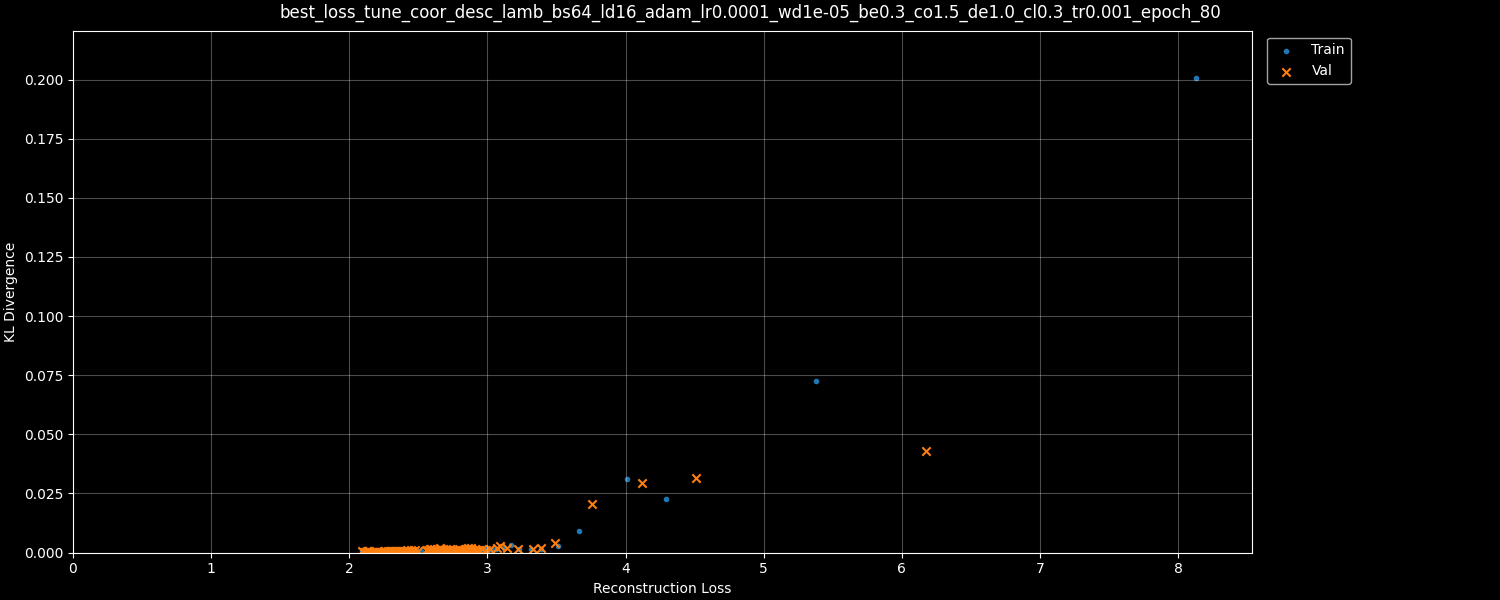 best_loss_tune_coor_desc_lamb_bs64_ld16_adam_lr0.0001_wd1e-05_be0.3_co1.5_de1.0_cl0.3_tr0.001_epoch_80
Train
Val
KL Divergence
0.200
0.175
0.150
0.125
0.100
0.075
0.050
0.025
0.000
0 1 2 3 4 5 6 7 8
Reconstruction Loss